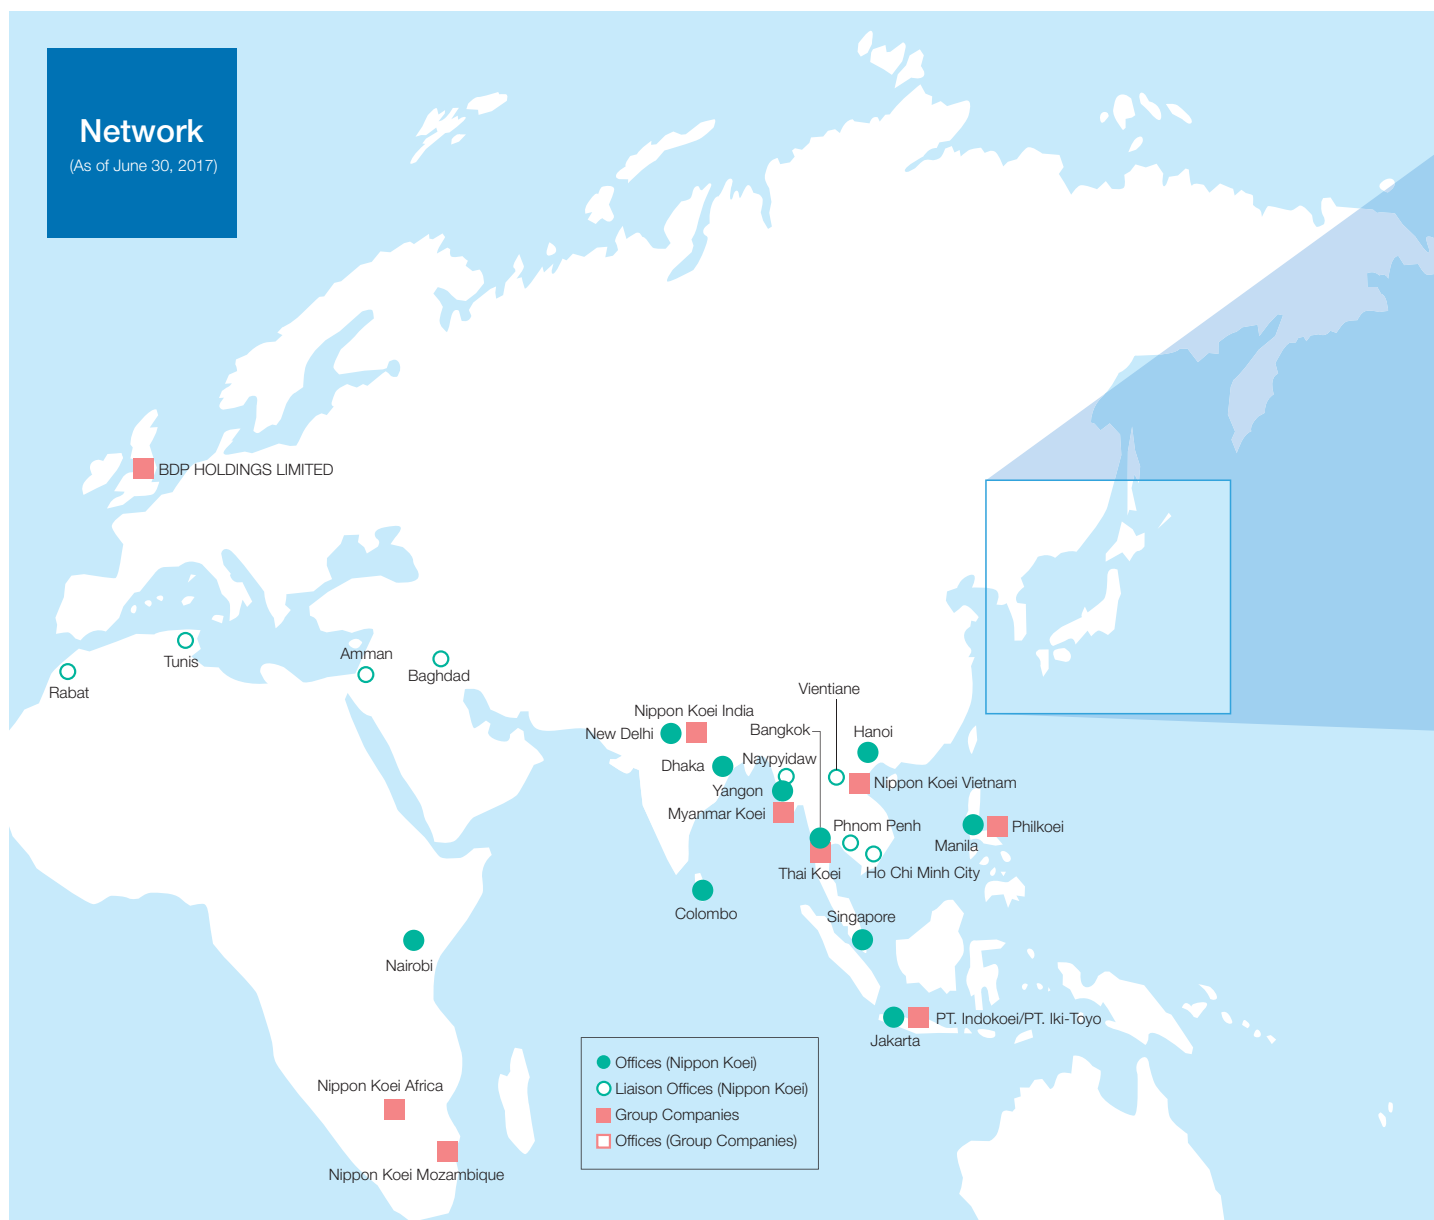 Network
(As of June 30, 2017)
BDP HOLDINGS LIMITED
Tunis
Rabat
Amman
Baghdad
Vientiane
Nippon Koei India
New Delhi
Bangkok
Hanoi
Dhaka
Naypyidaw
Yangon
Nippon Koei Vietnam
Myanmar Koei
Phnom Penh
Philkoei
Manila
Thai Koei
Ho Chi Minh City
Colombo
Singapore
Nairobi
PT. Indokoei/PT. Iki-Toyo
Jakarta
Nippon Koei Africa
Nippon Koei Mozambique
Offices (Nippon Koei)
Liaison Offices (Nippon Koei)
Group Companies
Offices (Group Companies)